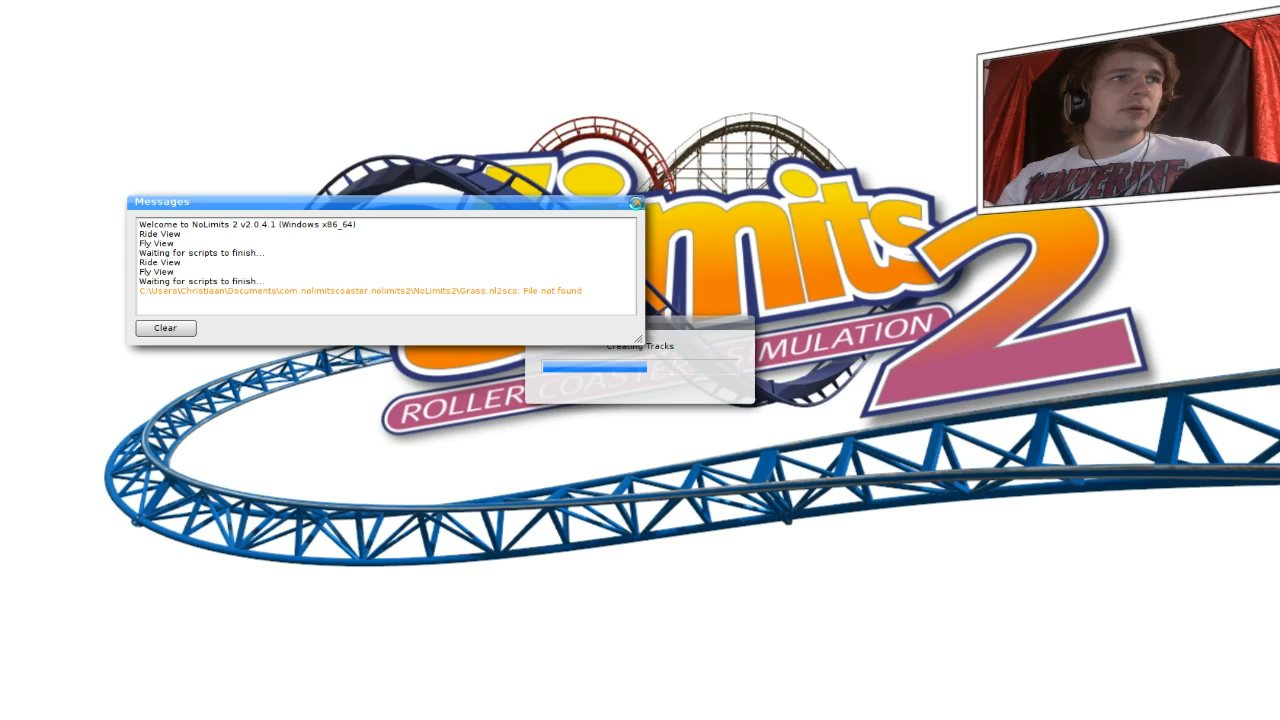 Messages
Welcome to NoLimits 2 v2.0.4.1 (Windows x86_64)
Ride View
Fly View
Waiting for scripts to finish...
Ride View
Fly View
Waiting for scripts to finish...
C:\Users\Christiaan\Documents\com.nolimitscoaster.nolimits2\NoLimits2\Grass.nl2sco: File not found
Clear
Creating Tracks
Limits 2
ROLLER COASTER SIMULATION